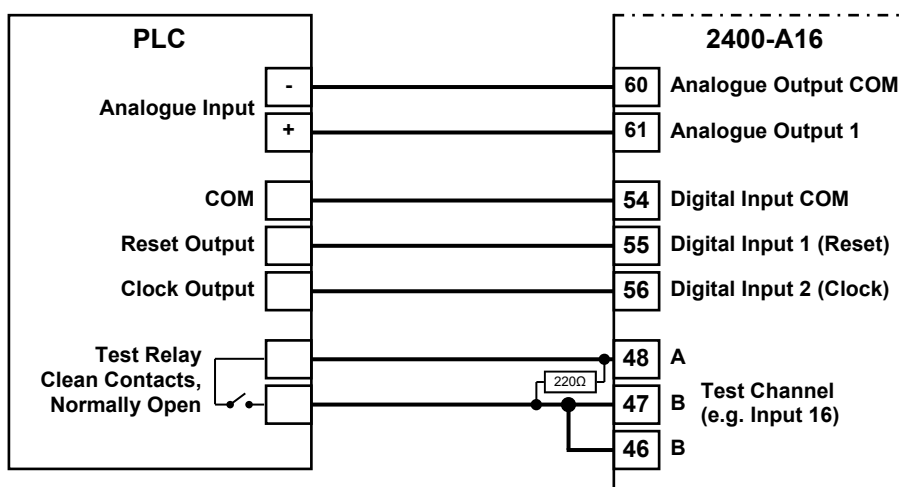 PLC
2400-A16
Analogue Input
-
+
60
Analogue Output COM
61
Analogue Output 1
COM
54
Digital Input COM
Reset Output
55
Digital Input 1 (Reset)
Clock Output
56
Digital Input 2 (Clock)
Test Relay
Clean Contacts,
Normally Open
220Ω
48
A
47
B
46
B
Test Channel
(e.g. Input 16)